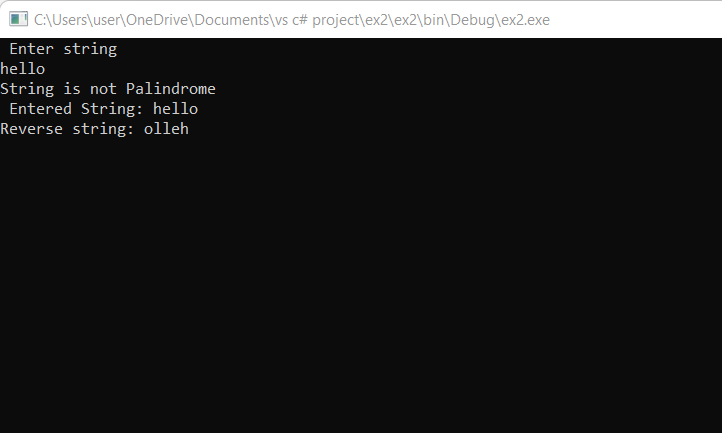 C:\Users\user\OneDrive\Documents\vs c# project\ex2\ex2\bin\Debug\ex2.exe
Enter string
hello
String is not Palindrome
Entered String: hello
Reverse string: olleh